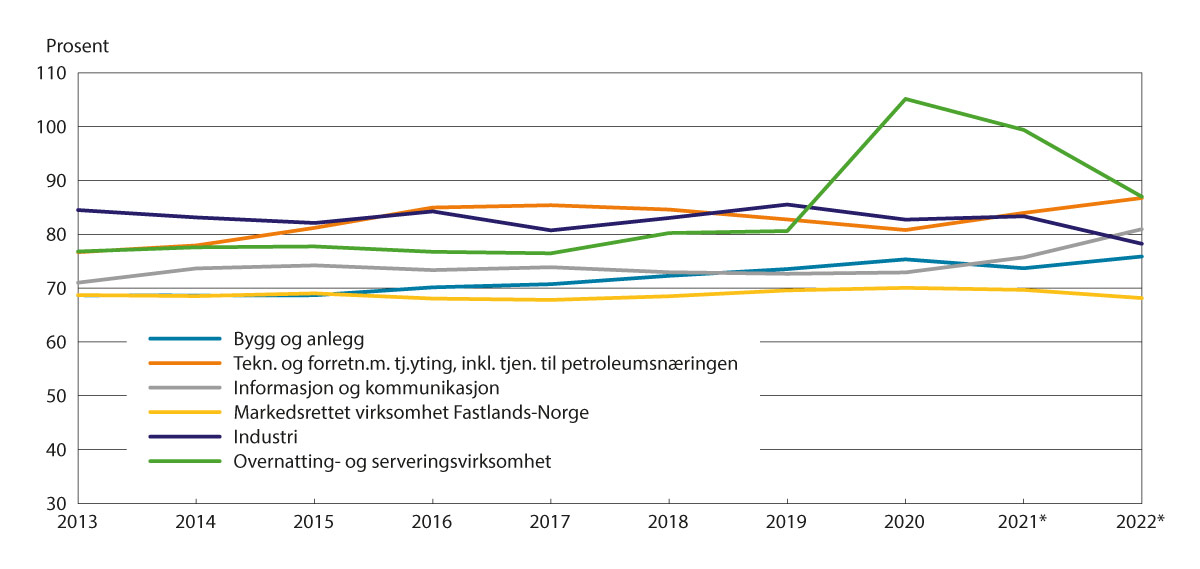 Prosent
110
100
90
80
70
60
50
40
30
Bygg og anlegg
Tekn. og forretn.m. tj.yting, inkl. tjen. til petroleumsnæringen
Informasjon og kommunikasjon
Markedsrettet virksomhet Fastlands-Norge
Industri
Overnatting- og serveringsvirksomhet
2013 2014 2015 2016 2017 2018 2019 2020 2021* 2022*